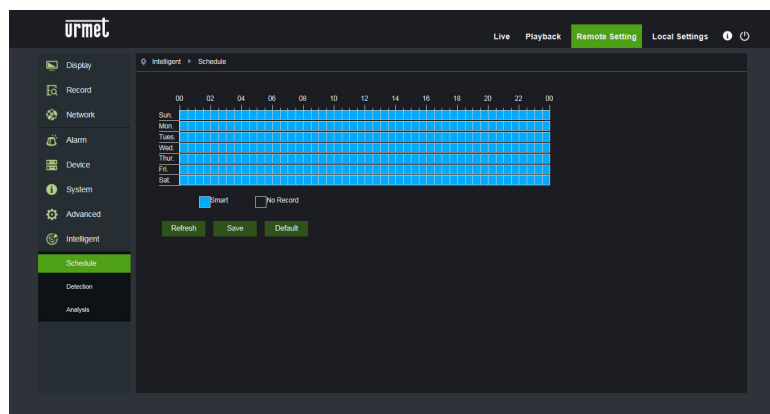 urmet
Live Playback Remote Setting Local Settings
Display
Intelligent Schedule
Record
Network
Alarm
Device
System
Advanced
Intelligent
Schedule
Detection
Analysis
00 02 04 06 08 10 12 14 16 18 20 22 00
Sun.
Mon.
Tues.
Wed.
Thur.
Fri.
Sat.
Smart No Record
Refresh Save Default